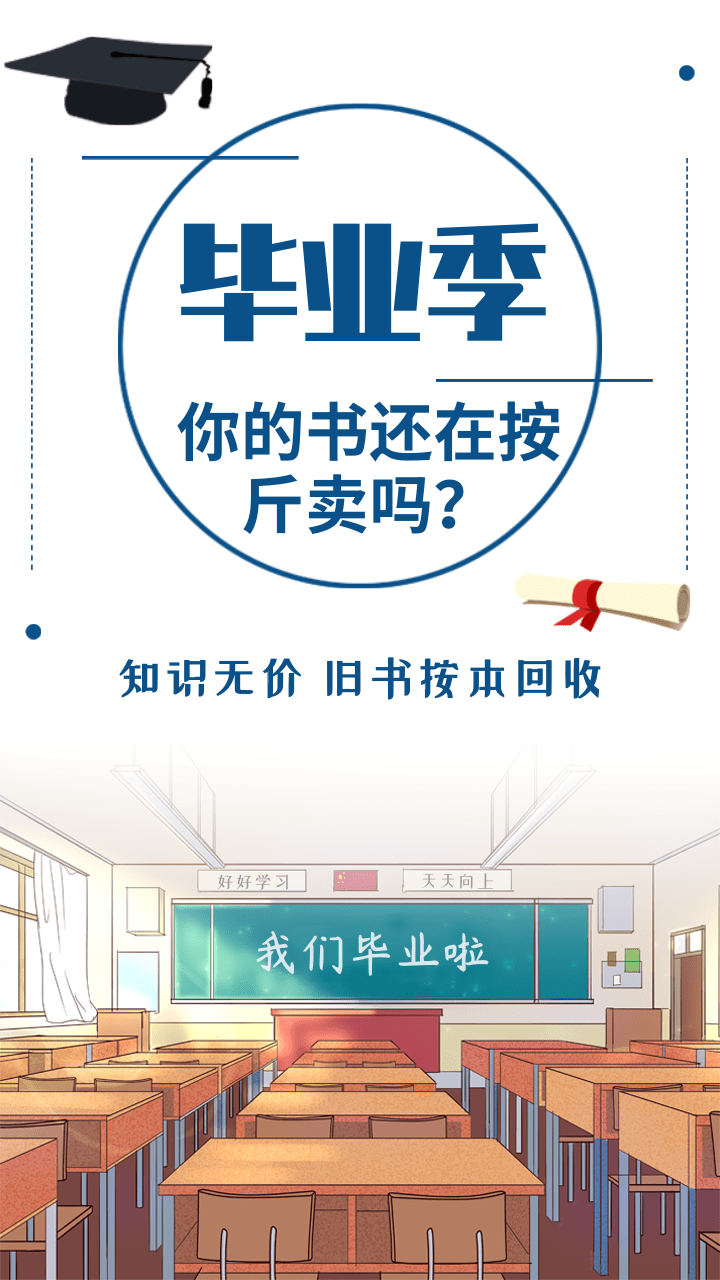 毕业季
你的书还在按
斤卖吗？
知识无价 旧书按本回收
好好学习
天天向上
我们毕业啦